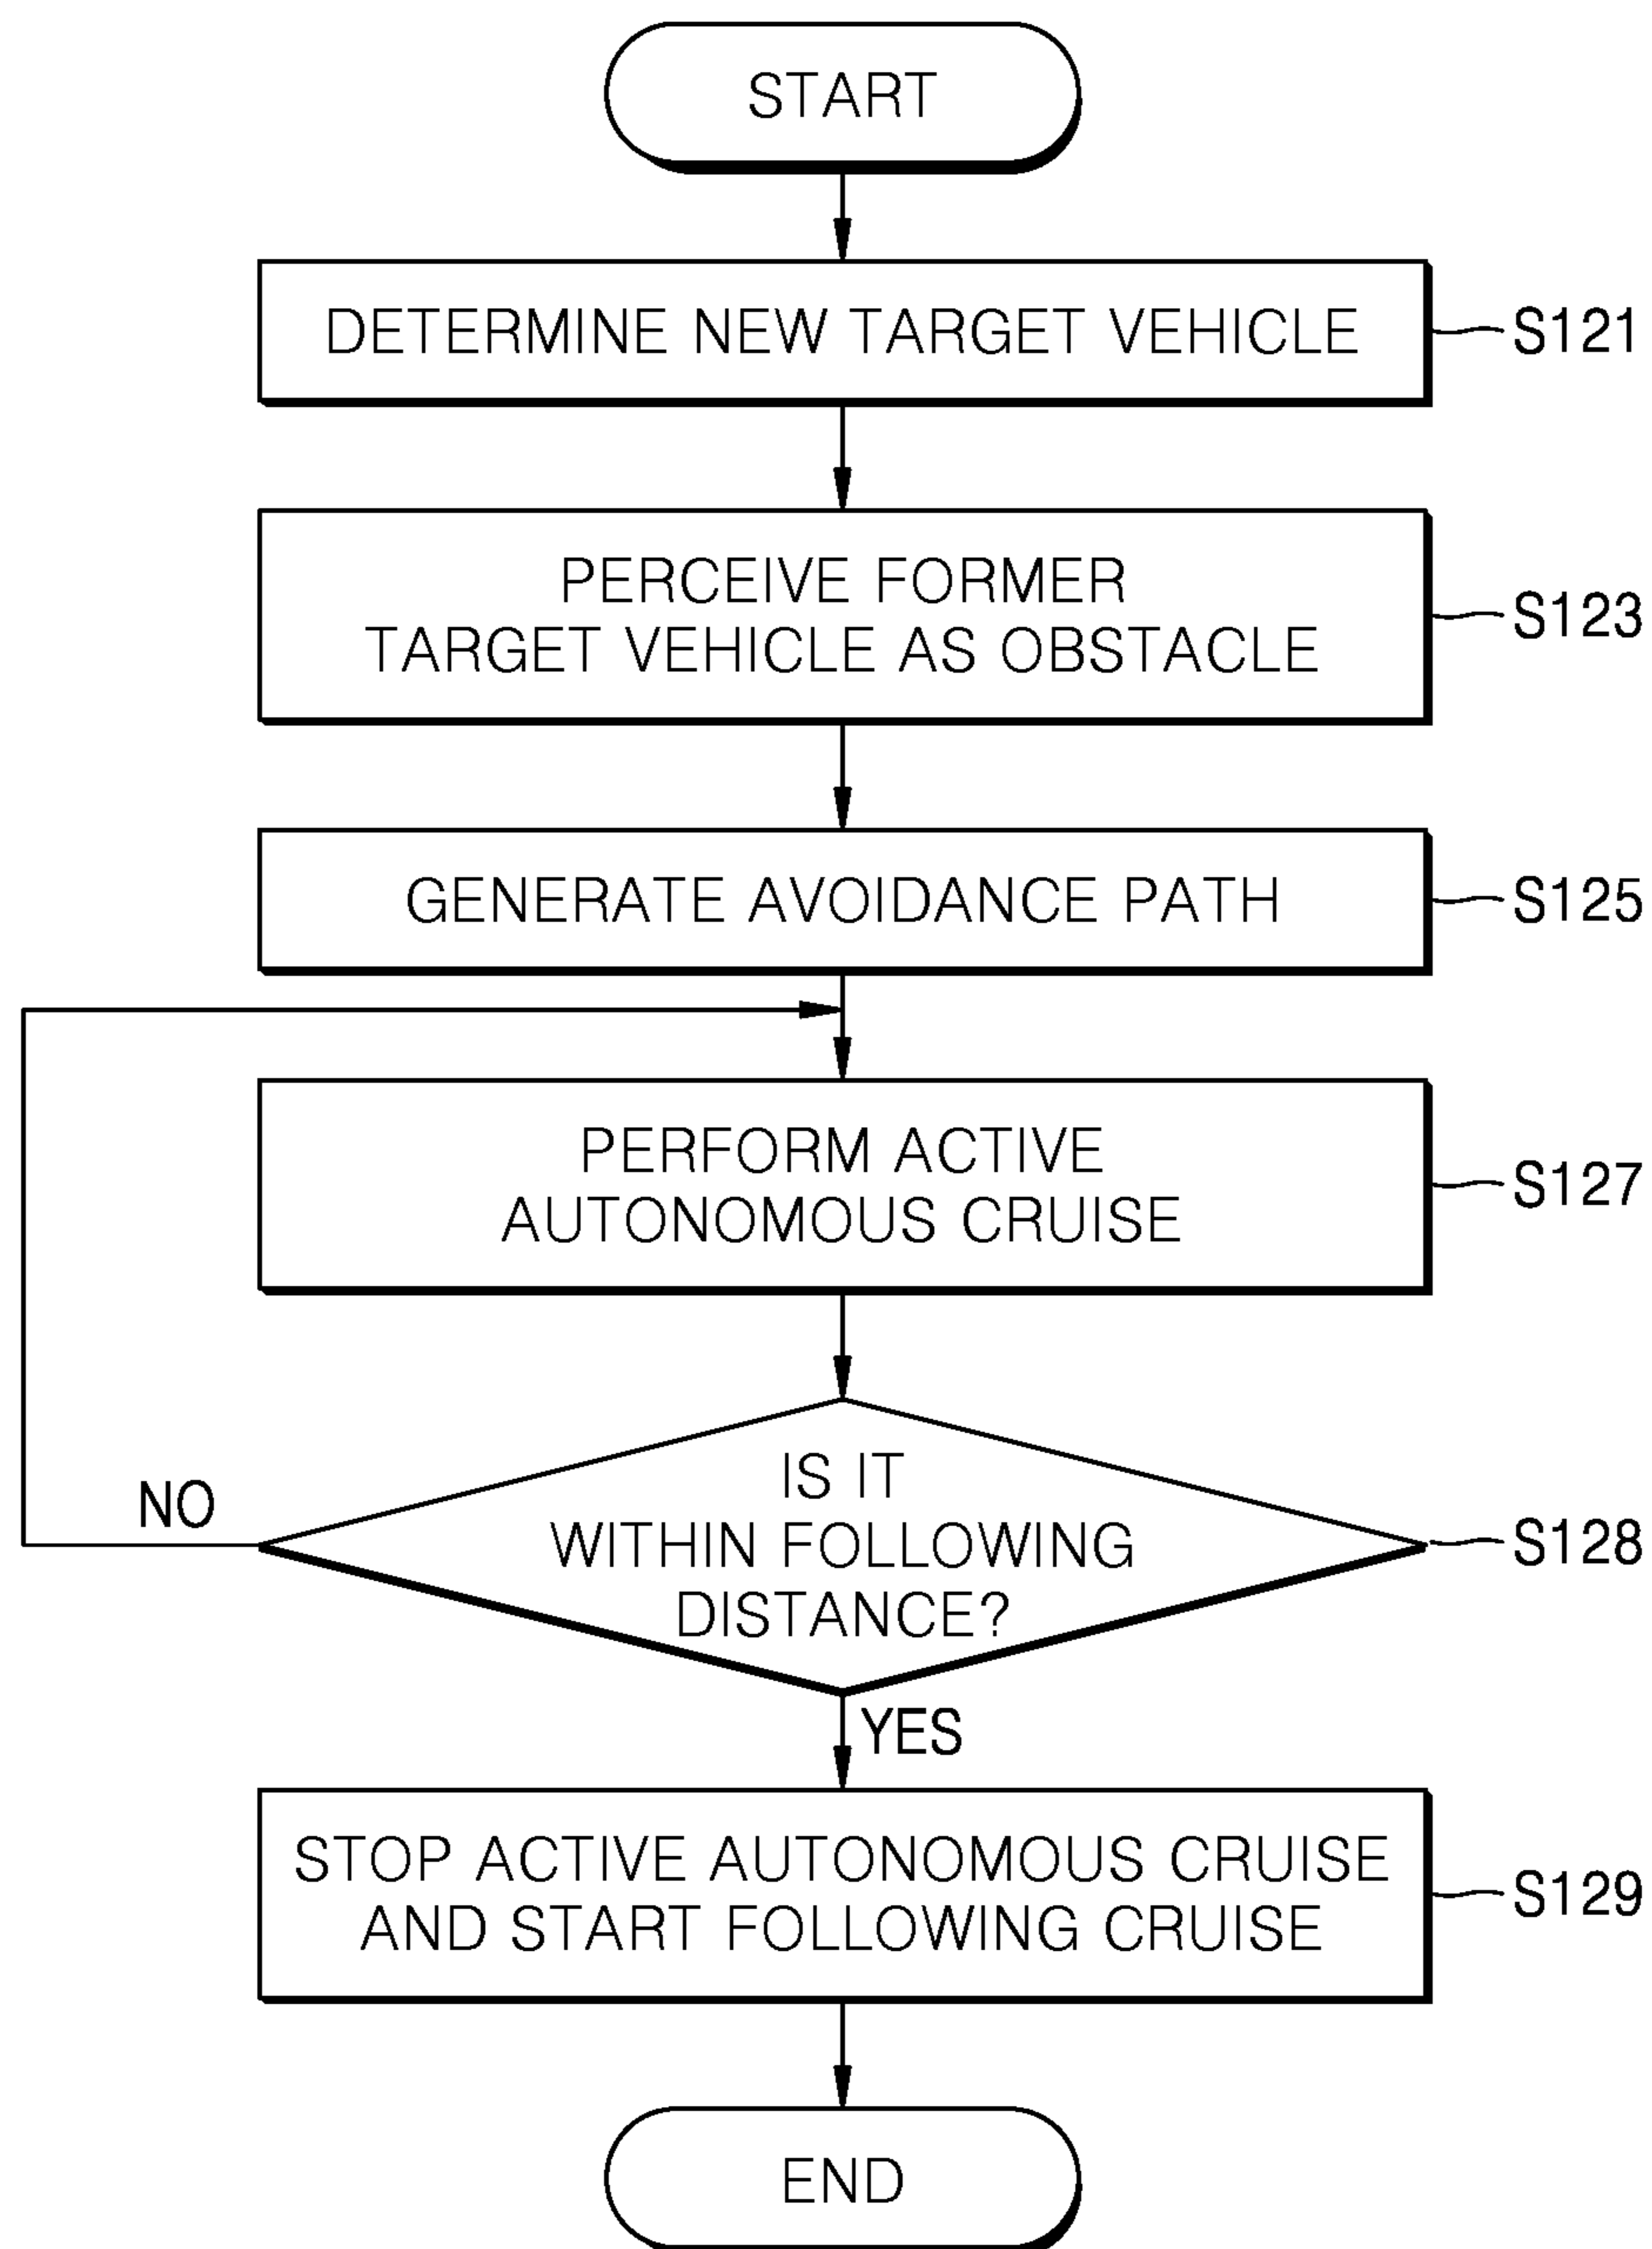 START
DETERMINE NEW TARGET VEHICLE
S121
PERCEIVE FORMER
TARGET VEHICLE AS OBSTACLE
S123
GENERATE AVOIDANCE PATH
S125
PERFORM ACTIVE
AUTONOMOUS CRUISE
S127
IS IT
WITHIN FOLLOWING
DISTANCE?
S128
NO
YES
STOP ACTIVE AUTONOMOUS CRUISE
AND START FOLLOWING CRUISE
S129
END